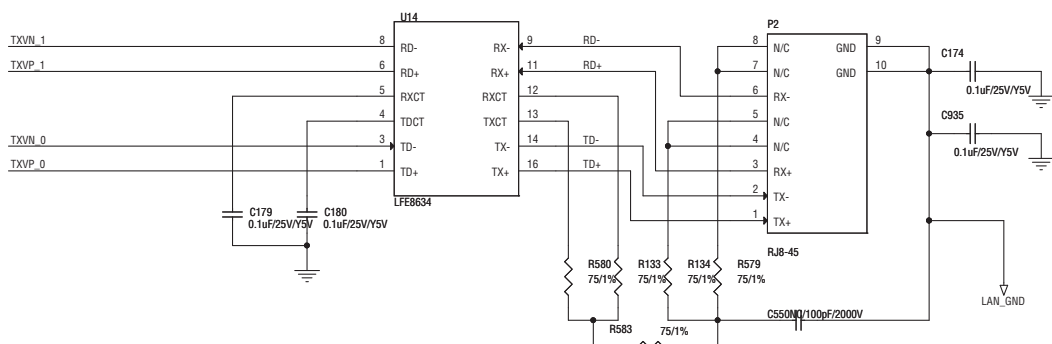 U14
P2
TXVN_1 8 RD- RX- 9 RD- 8 N/C GND 9
TXVP_1 6 RD+ RX+ 11 RD+ 7 N/C GND 10
C174
0.1uF/25V/Y5V
5 RXCT RXCT 12 6 RX-
4 TDCT TXCT 13 5 N/C
C935
0.1uF/25V/Y5V
TXVN_0 3 TD- TX- 14 TD- 4 N/C
TXVP_0 1 TD+ TX+ 16 TD+ 3 RX+
2 TX-
1 TX+
LFE8634
C179
0.1uF/25V/Y5V
C180
0.1uF/25V/Y5V
RJ8-45
R580
75/1%
R133
75/1%
R134
75/1%
R579
75/1%
LAN_GND
C550NC/100pF/2000V
R583
75/1%